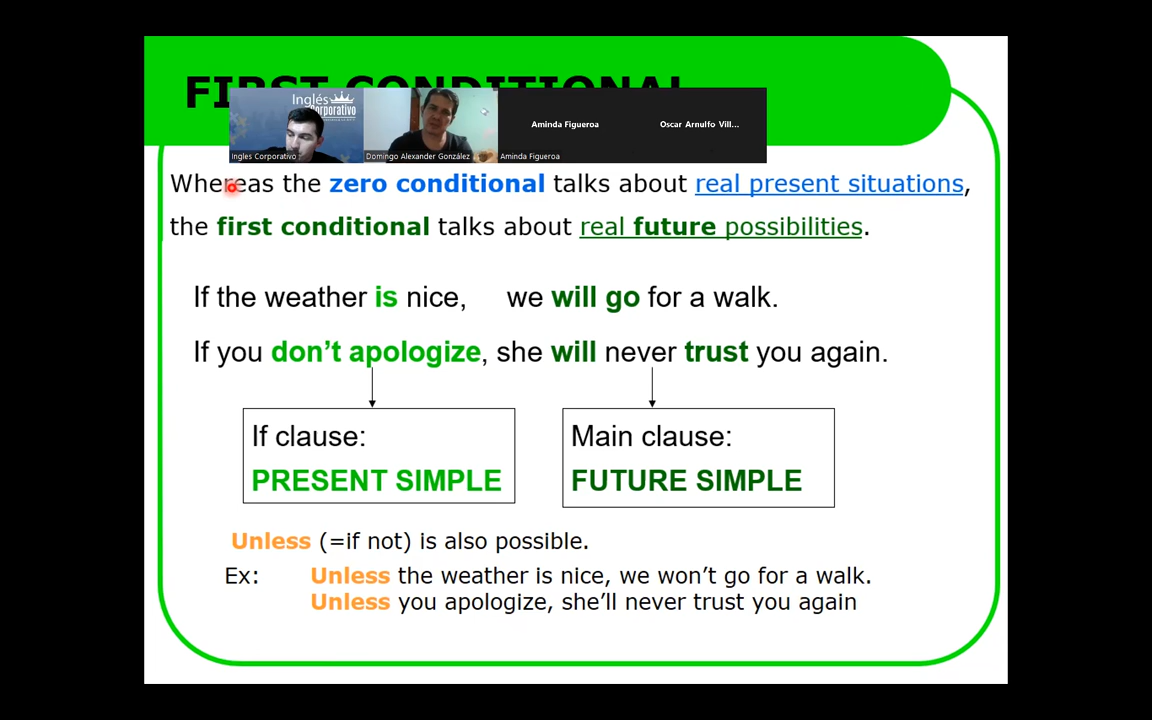 FIRST CONDITIONAL
Inglés
Corporativo
Aminda Figueroa
Oscar Arnulfo Vill...
Ingles Corporativo
Domingo Alexander González
Aminda Figueroa
Whereas the zero conditional talks about real present situations,
the first conditional talks about real future possibilities.
If the weather is nice, we will go for a walk.
If you don't apologize, she will never trust you again.
If clause:
PRESENT SIMPLE
Main clause:
FUTURE SIMPLE
Unless (=if not) is also possible.
Ex: Unless the weather is nice, we won't go for a walk.
Unless you apologize, she'll never trust you again